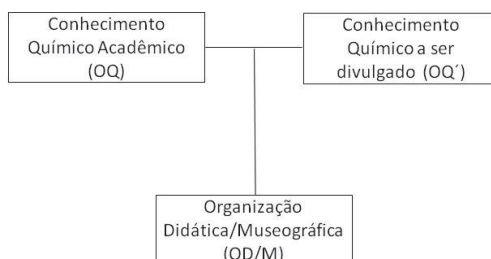 Conhecimento
Químico Acadêmico
(OQ)
Conhecimento
Químico a ser
divulgado (OQ´)
Organização
Didática/Museográfica
(OD/M)